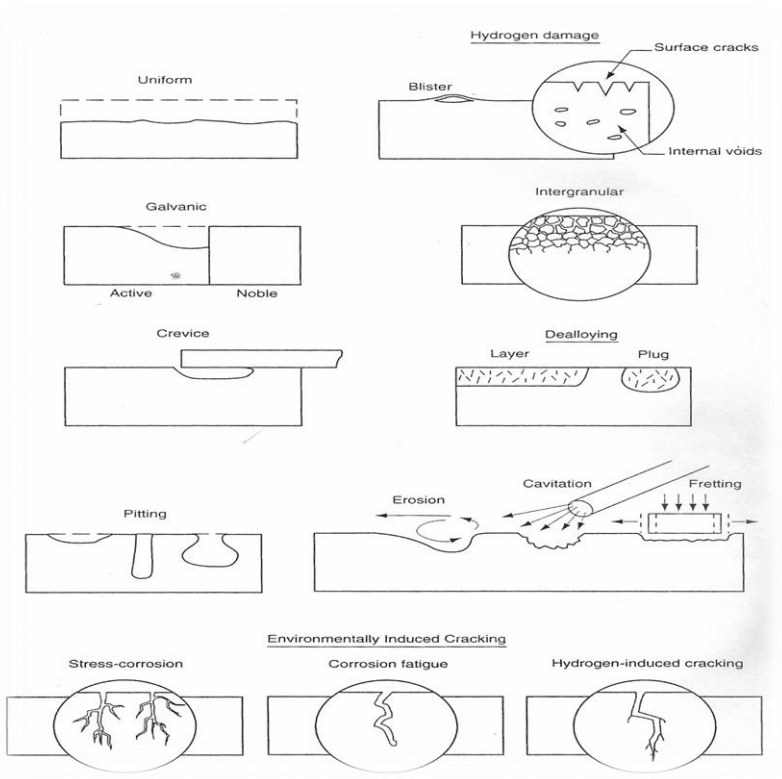 Hydrogen damage
Surface cracks
Uniform
Blister
Internal voids
Galvanic
Intergranular
Active
Noble
Crevice
Dealloying
Layer
Plug
Cavitation
Fretting
Erosion
Pitting
Environmentally Induced Cracking
Stress-corrosion
Corrosion fatigue
Hydrogen-induced cracking